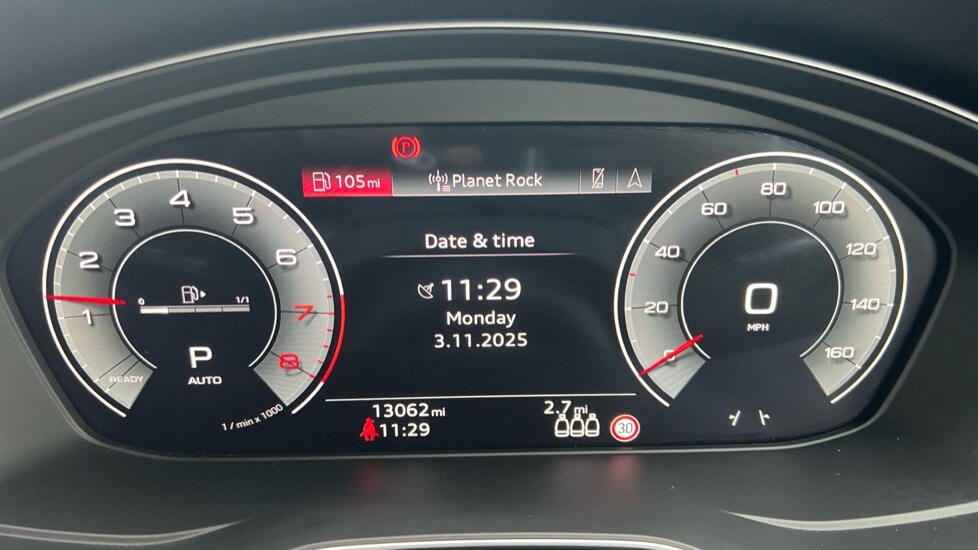 P
105 mi Planet Rock
Date & time
11:29
Monday
3.11.2025
13062 mi
11:29
2.7 mi
30
1 2 3 4 5 6 7 8
0 1/1
P
AUTO
READY
1 / min x 1000
0 20 40 60 80 100 120 140 160
0
MPH